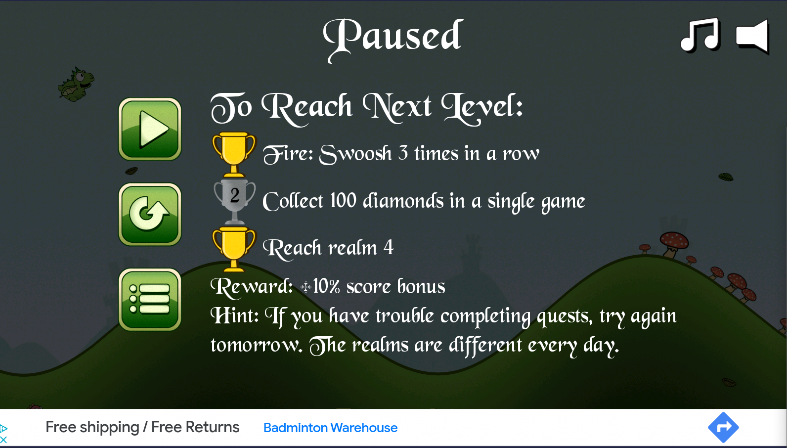 Paused
To Reach Next Level:
Fire: Swoosh 3 times in a row
2
Collect 100 diamonds in a single game
Reach realm 4
Reward: +10% score bonus
Hint: If you have trouble completing quests, try again
tomorrow. The realms are different every day.
Free shipping / Free Returns
Badminton Warehouse